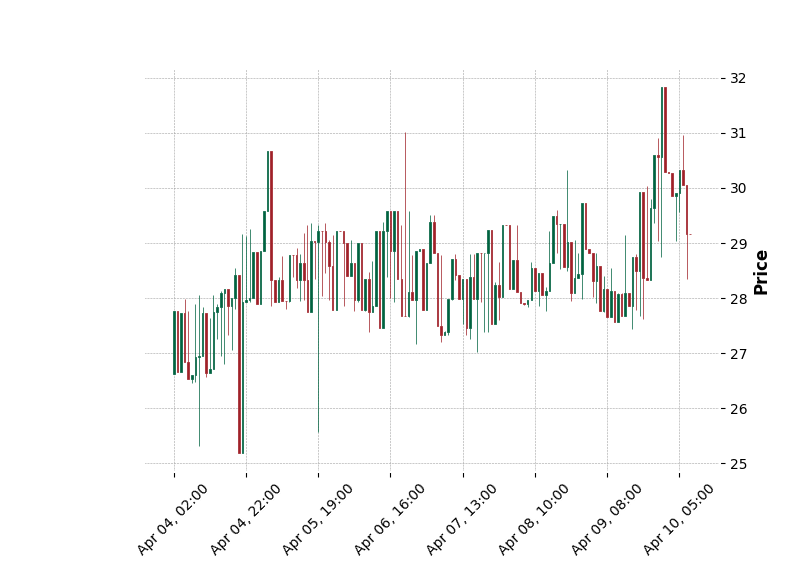 32
31
30
29
28
27
26
25
Price
Apr 04, 02:00
Apr 04, 22:00
Apr 05, 19:00
Apr 06, 16:00
Apr 07, 13:00
Apr 08, 10:00
Apr 09, 08:00
Apr 10, 05:00